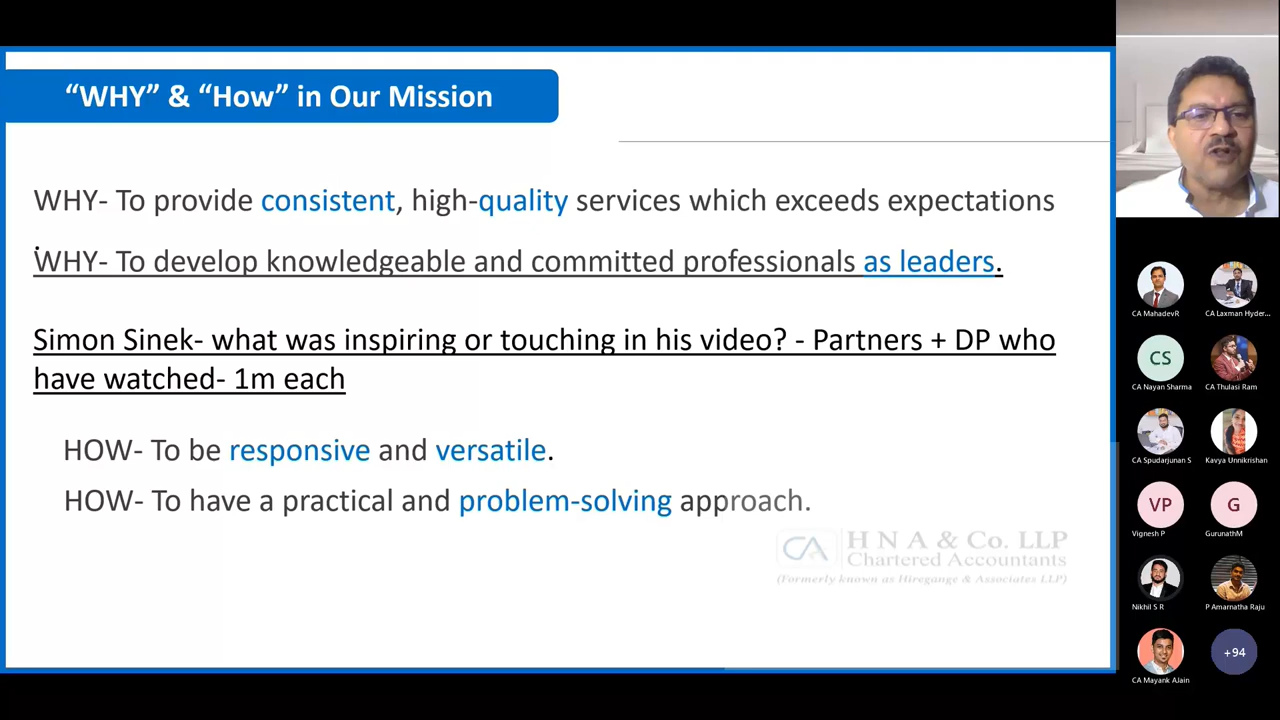 “WHY” & “How” in Our Mission
WHY- To provide consistent, high-quality services which exceeds expectations
.
WHY- To develop knowledgeable and committed professionals as leaders.
Simon Sinek- what was inspiring or touching in his video? - Partners + DP who
have watched- 1m each
HOW- To be responsive and versatile.
HOW- To have a practical and problem-solving approach.
CA
H N A & Co. LLP
Chartered Accountants
(Formerly known as Hiregange & Associates LLP)
CA MahadevR
CA Laxman Hyder...
CS
CA Nayan Sharma
CA Thulasi Ram
CA Spudarjunan S
Kavya Unnikrishan
VP
G
Vignesh P
GurunathM
Nikhil S R
P Amarnatha Raju
+94
CA Mayank AJain